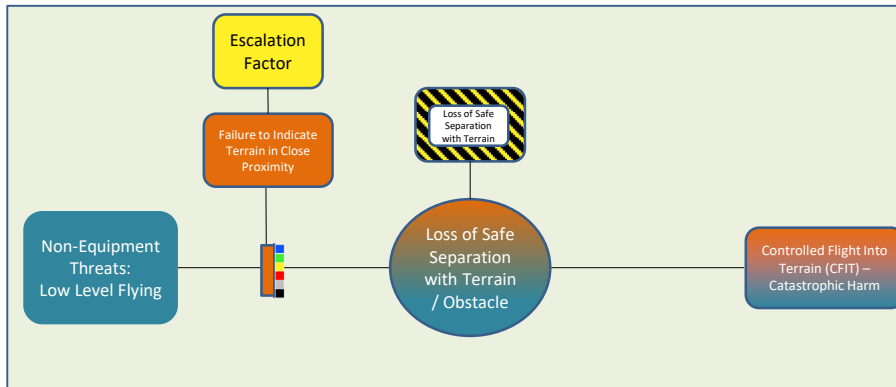 Escalation
Factor
Failure to Indicate
Terrain in Close
Proximity
Loss of Safe
Separation
with Terrain
Non-Equipment
Threats:
Low Level Flying
Loss of Safe
Separation
with Terrain
/ Obstacle
Controlled Flight Into
Terrain (CFIT) –
Catastrophic Harm